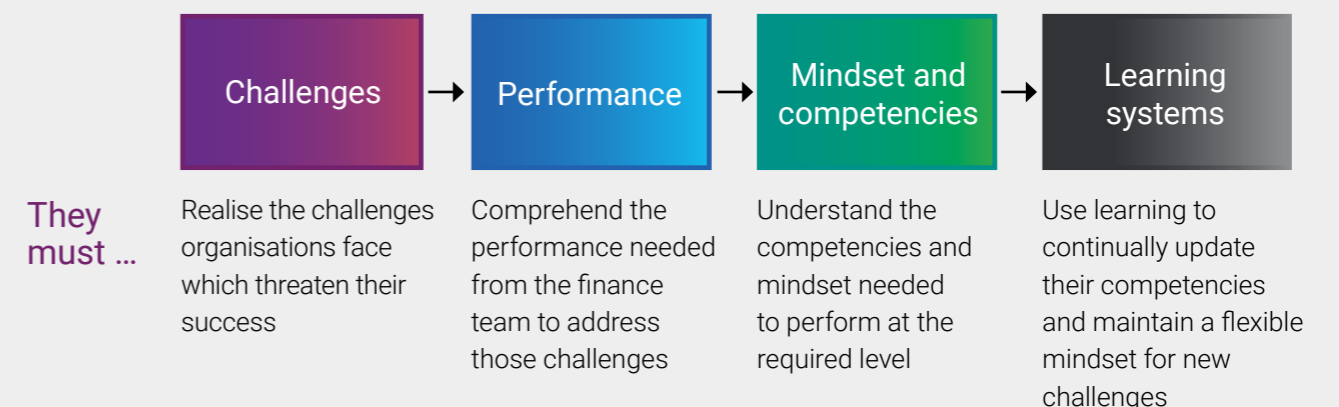 Challenges
Performance
Mindset and
competencies
Learning
systems
They
must ...
Realise the challenges
organisations face
which threaten their
success
Comprehend the
performance needed
from the finance
team to address
those challenges
Understand the
competencies and
mindset needed
to perform at the
required level
Use learning to
continually update
their competencies
and maintain a flexible
mindset for new
challenges